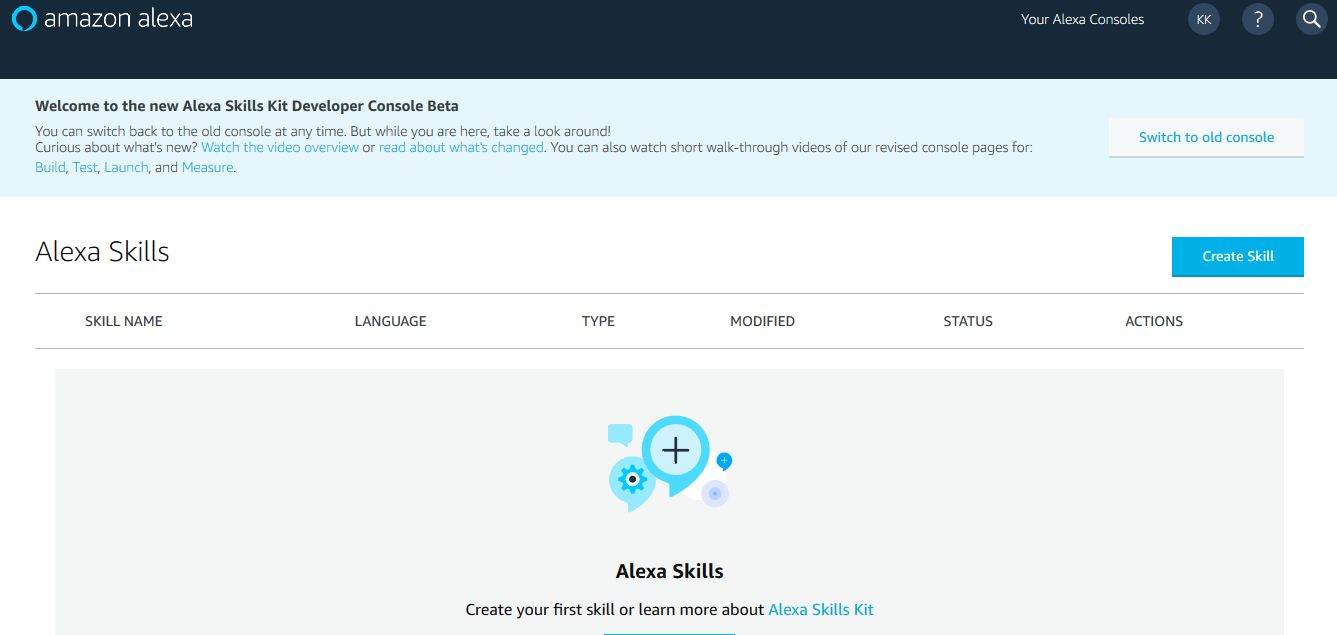 amazon alexa
Your Alexa Consoles
KK
?
Welcome to the new Alexa Skills Kit Developer Console Beta
You can switch back to the old console at any time. But while you are here, take a look around!
Curious about what's new? Watch the video overview or read about what's changed. You can also watch short walk-through videos of our revised console pages for:
Build, Test, Launch, and Measure.
Switch to old console
Alexa Skills
Create Skill
SKILL NAME LANGUAGE TYPE MODIFIED STATUS ACTIONS
Alexa Skills
Create your first skill or learn more about Alexa Skills Kit